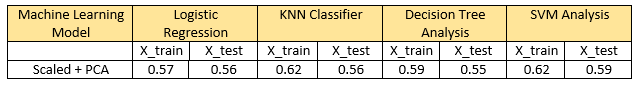 Machine Learning Model Logistic Regression KNN Classifier Decision Tree Analysis SVM Analysis
X_train X_test X_train X_test X_train X_test X_train X_test
Scaled + PCA 0.57 0.56 0.62 0.56 0.59 0.55 0.62 0.59